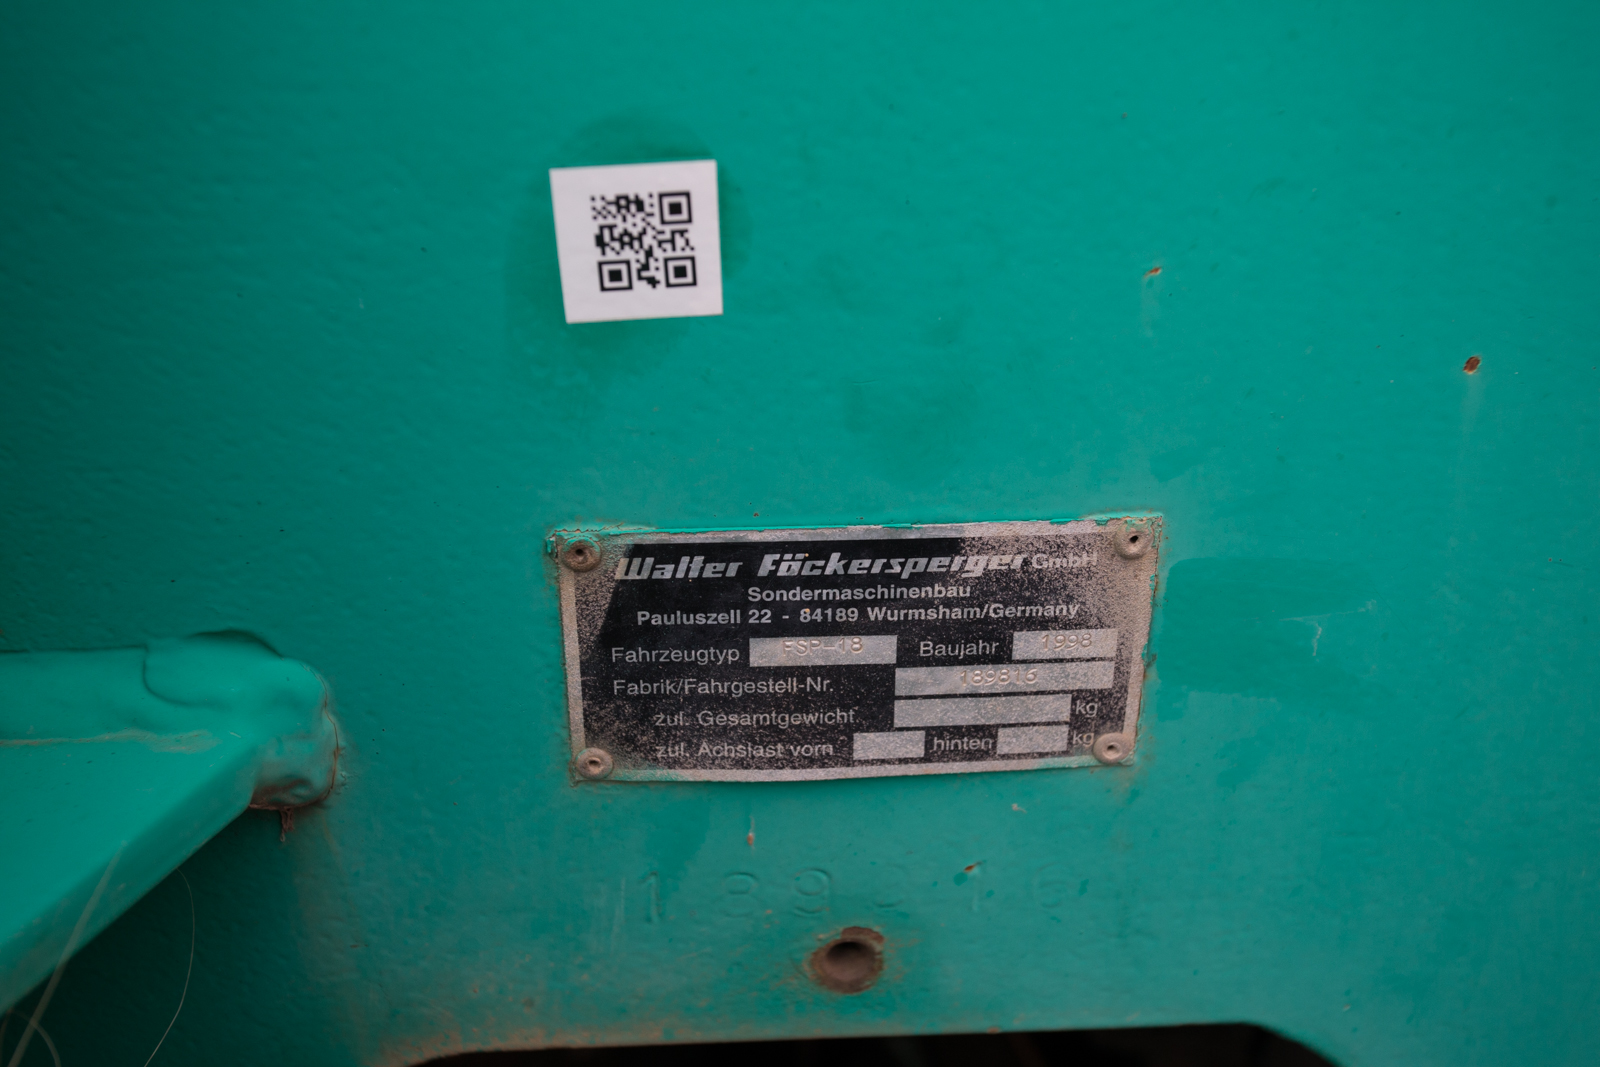 Walter Föckersperger GmbH
Sondermaschinenbau
Pauluszell 22 - 84189 Wurmsham/Germany
Fahrzeugtyp FSP-18 Baujahr 1998
Fabrik/Fahrgestell-Nr. 189816
zul. Gesamtgewicht kg
zul. Achslast vorn hinten kg
189816